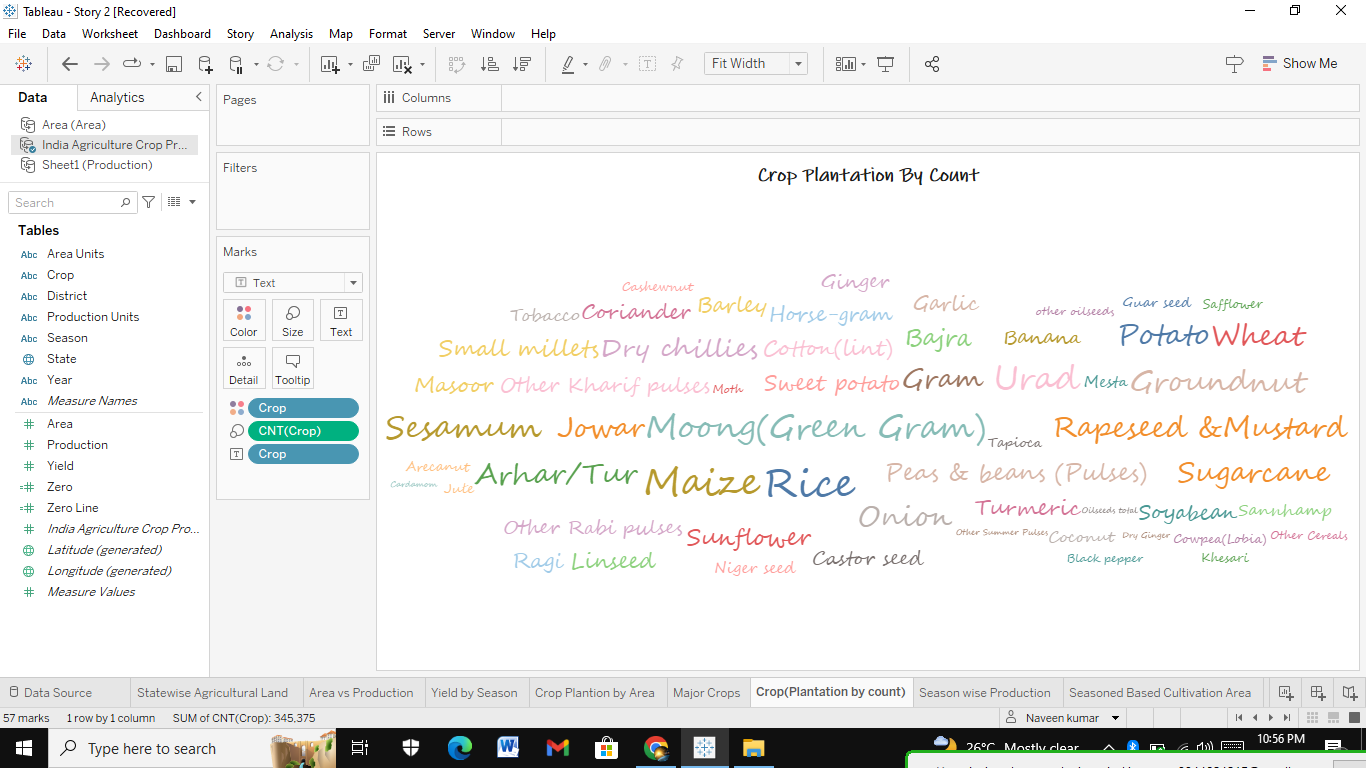 Tableau - Story 2 [Recovered]
File Data Worksheet Dashboard Story Analysis Map Format Server Window Help
Fit Width
Show Me
Data Analytics
Area (Area)
India Agriculture Crop Pr...
Sheet1 (Production)
Search
Tables
Abc Area Units
Abc Crop
Abc District
Abc Production Units
Abc Season
State
Abc Year
Abc Measure Names
# Area
# Production
# Yield
=# Zero
=# Zero Line
# India Agriculture Crop Pro...
Latitude (generated)
Longitude (generated)
# Measure Values
Pages
Filters
Marks
Text
Color Size Text
Detail Tooltip
Crop
CNT(Crop)
Crop
Columns
Rows
Crop Plantation By Count
Ginger
Cashewnut
Tobacco Coriander Barley Horse-gram Garlic other oilseeds Guar seed Safflower
Small millets Dry chillies Cotton(lint) Bajra Banana Potato Wheat
Masoor Other Kharif pulses Moth Sweet potato Gram Urad Mesta Groundnut
Sesamum Jowar Moong(Green Gram) Tapioca Rapeseed &Mustard
Arecanut
Cardamom Jute Arhar/Tur Maize Rice Peas & beans (Pulses) Sugarcane
Onion Turmeric Oilseeds total Soyabean Sannhamp
Other Rabi pulses Sunflower Other Summer Pulses Coconut Dry Ginger Cowpea(Lobia) Other Cereals
Ragi Linseed Niger seed Castor seed Black pepper Khesari
Data Source Statewise Agricultural Land Area vs Production Yield by Season Crop Plantion by Area Major Crops Crop(Plantation by count) Season wise Production Seasoned Based Cultivation Area
57 marks 1 row by 1 column SUM of CNT(Crop): 345,375 Naveen kumar
Type here to search
26°C Mostly clear
10:56 PM